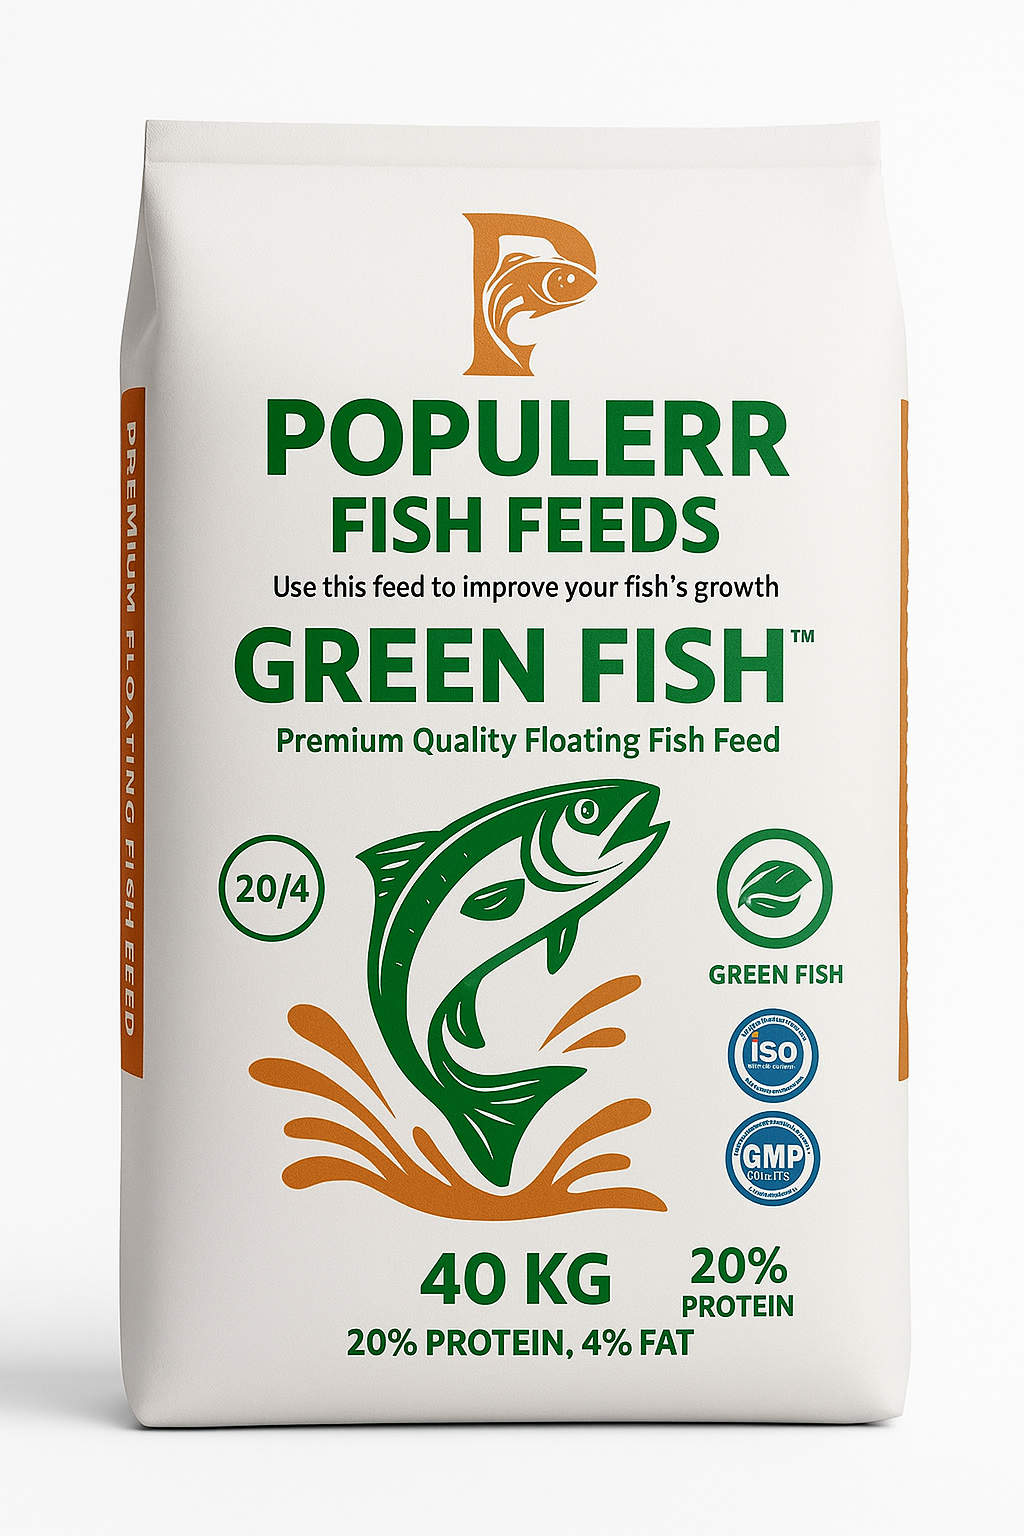 POPULERR
FISH FEEDS
Use this feed to improve your fish's growth
GREEN FISH™
Premium Quality Floating Fish Feed
PREMIUM FLOATING FISH FEED
20/4
GREEN FISH
ISO
GMP
40 KG
20%
PROTEIN
20% PROTEIN, 4% FAT